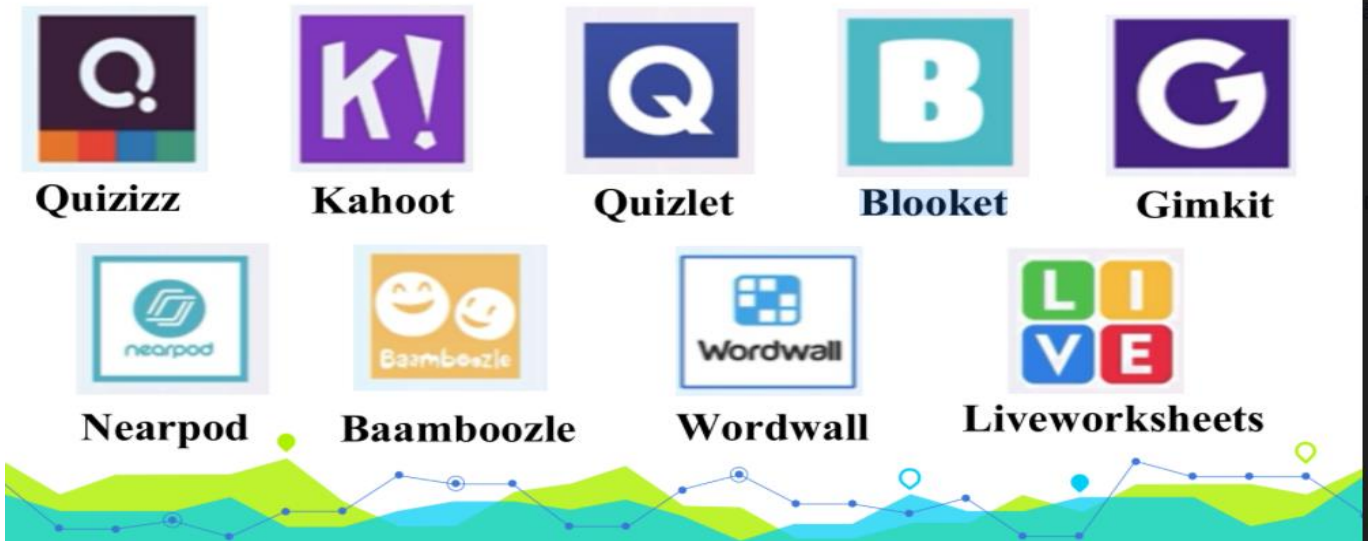 Q
K!
Q
B
G
Quizizz
Kahoot
Quizlet
Blooket
Gimkit
nearpod
Baamboozle
Wordwall
L I
V E
Nearpod
Baamboozle
Wordwall
Liveworksheets